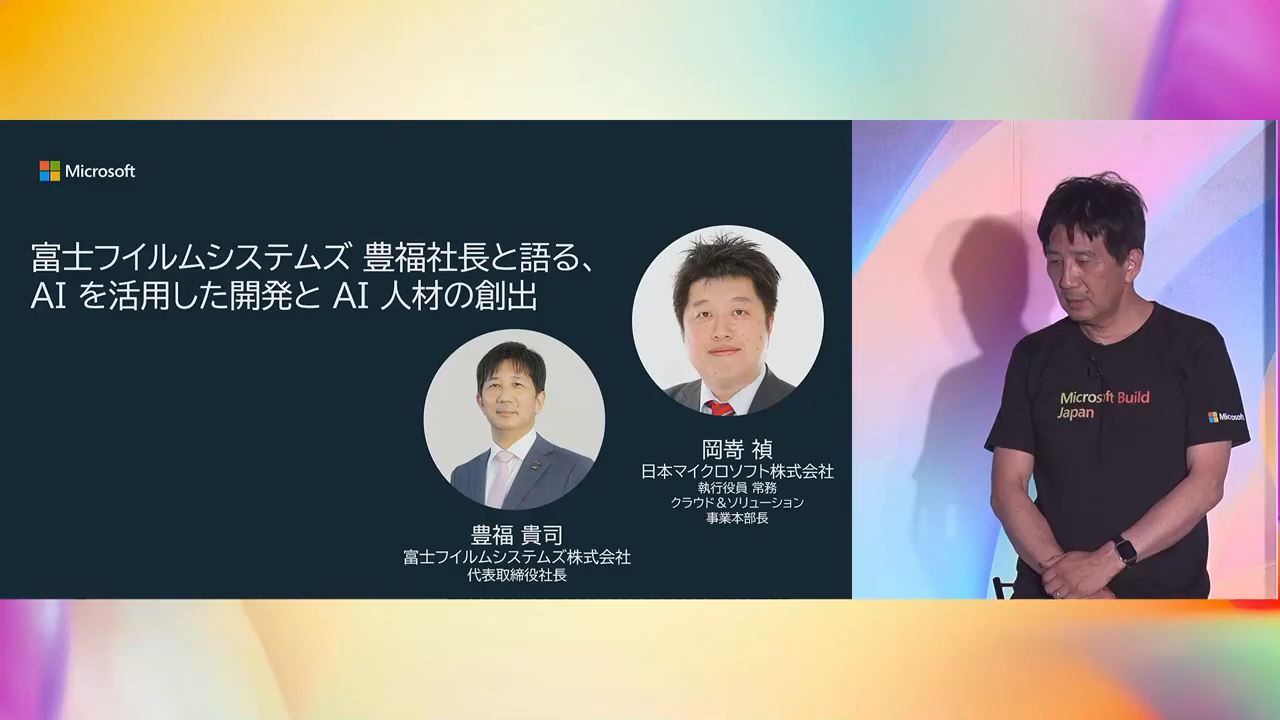 Microsoft
富士フイルムシステムズ 豊福社長と語る、
AI を活用した開発と AI 人材の創出
岡嵜 禎
日本マイクロソフト株式会社
執行役員 常務
クラウド＆ソリューション
事業本部長
豊福 貴司
富士フイルムシステムズ株式会社
代表取締役社長
Microsoft Build
Japan
Microsoft